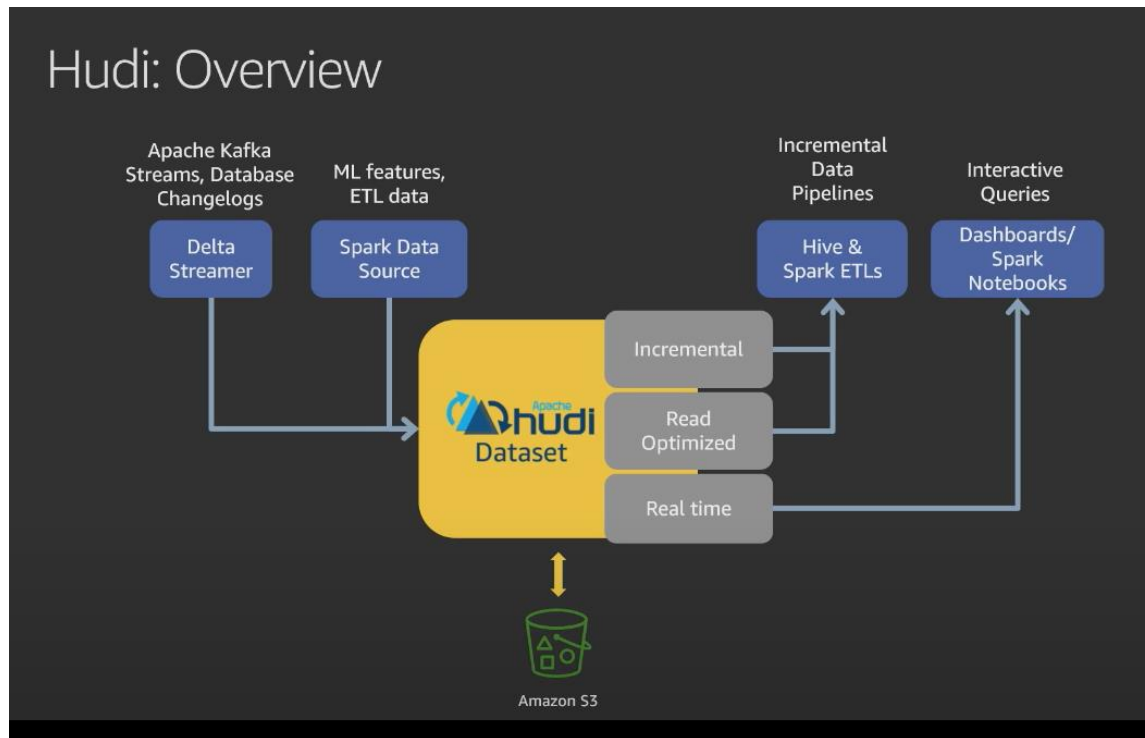 Hudi: Overview
Apache Kafka
Streams, Database
Changelogs
ML features,
ETL data
Incremental
Data
Pipelines
Interactive
Queries
Delta
Streamer
Spark Data
Source
Hive &
Spark ETLs
Dashboards/
Spark
Notebooks
Incremental
Apache
hudi
Dataset
Read
Optimized
Real time
Amazon S3